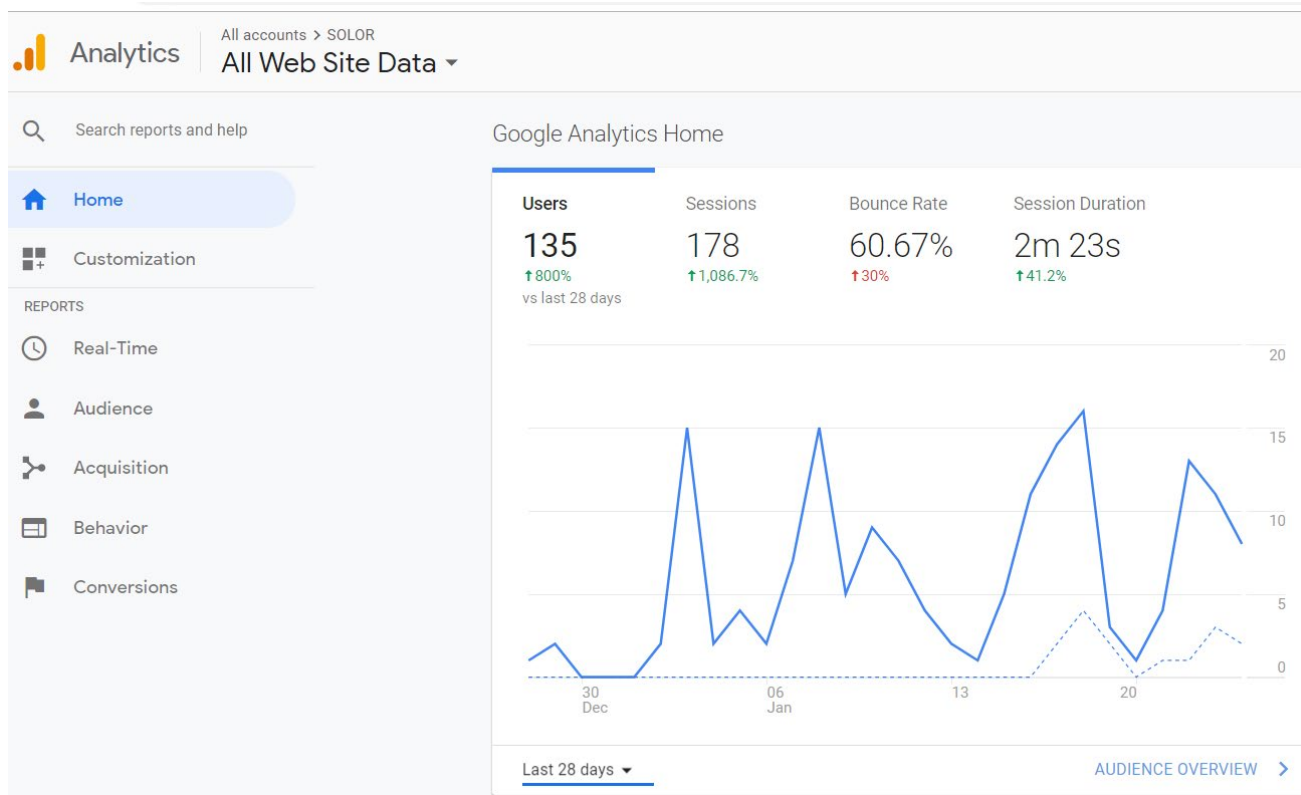 Analytics
All accounts > SOLOR
All Web Site Data
Search reports and help
Home
Customization
REPORTS
Real-Time
Audience
Acquisition
Behavior
Conversions
Google Analytics Home
Users Sessions Bounce Rate Session Duration
135 178 60.67% 2m 23s
↑800% ↑1,086.7% ↑30% ↑41.2%
vs last 28 days
20
15
10
5
0
30 06 13 20
Dec Jan
Last 28 days AUDIENCE OVERVIEW >